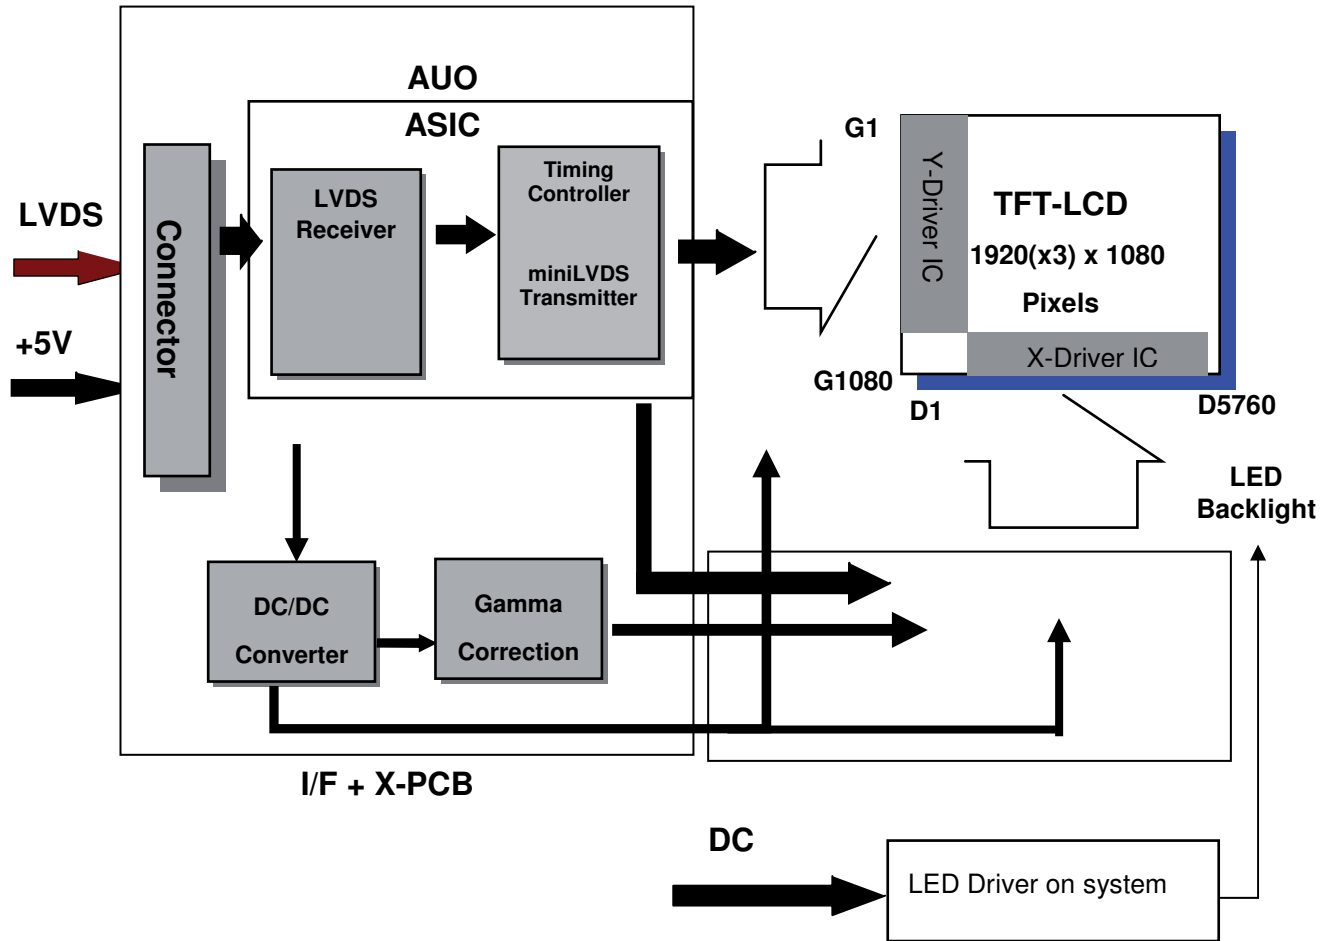 AUO
ASIC
LVDS
+5V
Connector
LVDS
Receiver
Timing
Controller
miniLVDS
Transmitter
G1
G1080
Y-Driver IC
TFT-LCD
1920(x3) x 1080
Pixels
X-Driver IC
D1
D5760
LED
Backlight
DC/DC
Converter
Gamma
Correction
I/F + X-PCB
DC
LED Driver on system